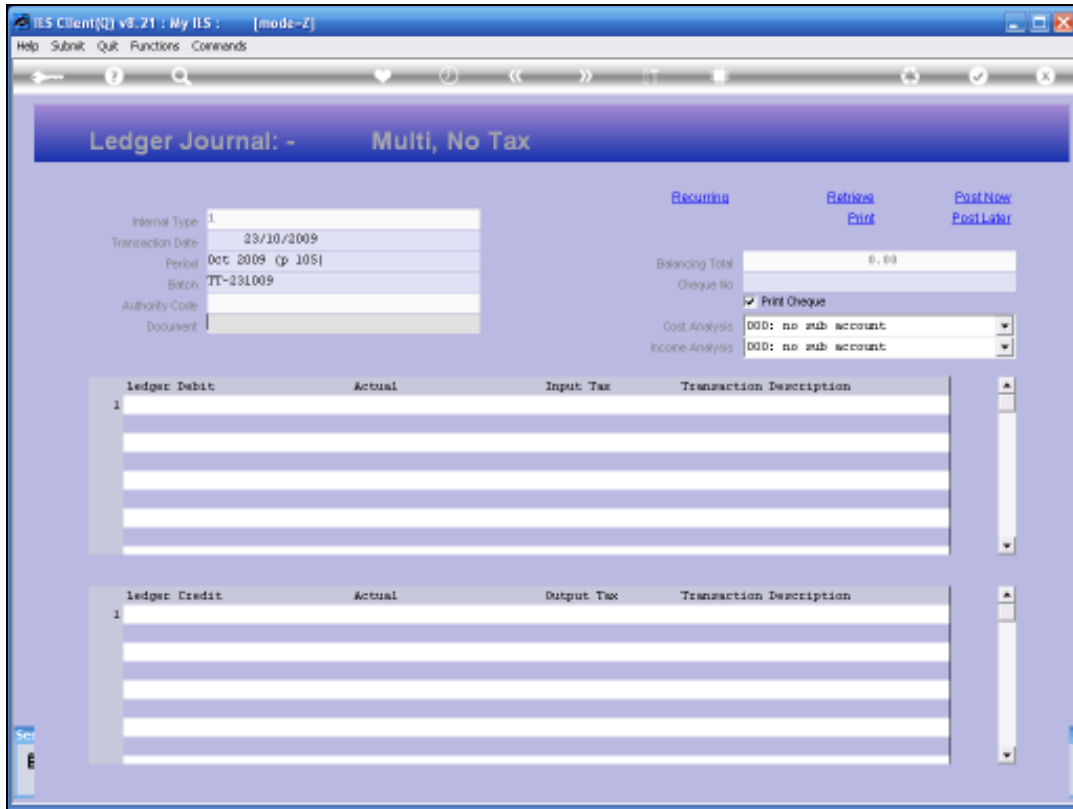 IES Client(Q) v8.21 : My IES : [mode-Z]
Help Submit Quit Functions Commands
Ledger Journal: - Multi, No Tax
Recurring Retrieve Post Now
Print Post Later
Internal Type 1
Transaction Date 23/10/2009
Period Oct 2009 (p 105)
Batch TT-231009
Authority Code
Document
Balancing Total 0.00
Cheque No
Print Cheque
Cost Analysis 000: no sub account
Income Analysis 000: no sub account
Ledger Debit Actual Input Tax Transaction Description
1
Ledger Credit Actual Output Tax Transaction Description
1